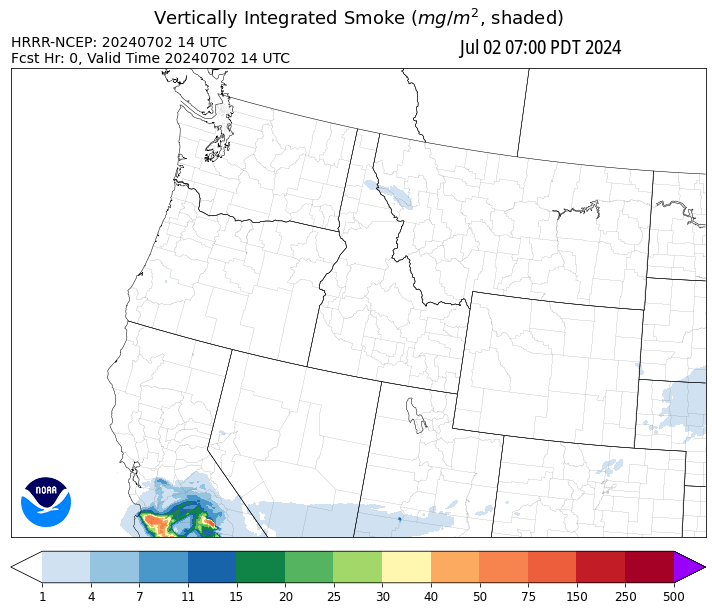 Vertically Integrated Smoke (mg/m², shaded)
HRRR-NCEP: 20240702 14 UTC
Fcst Hr: 0, Valid Time 20240702 14 UTC
Jul 02 07:00 PDT 2024
NOAA
1 4 7 11 15 20 25 30 40 50 75 150 250 500